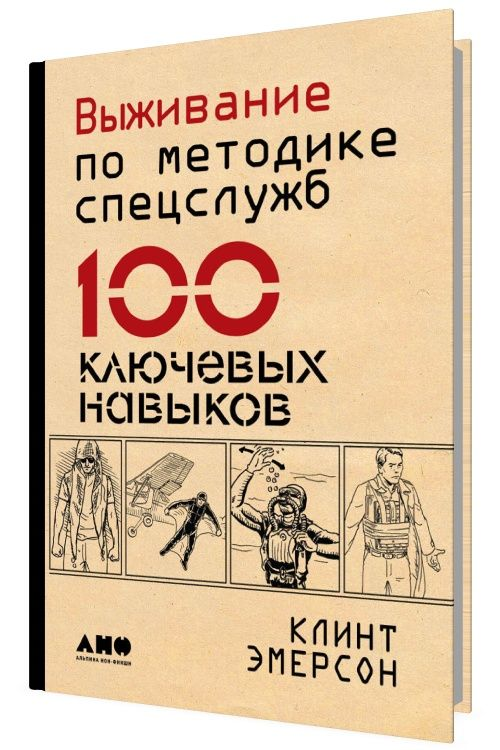 Выживание
по методике
спецслужб
100
ключевых
навыков
АНФ
АЛЬПИНА НОН-ФИКШН
КЛИНТ
ЭМЕРСОН